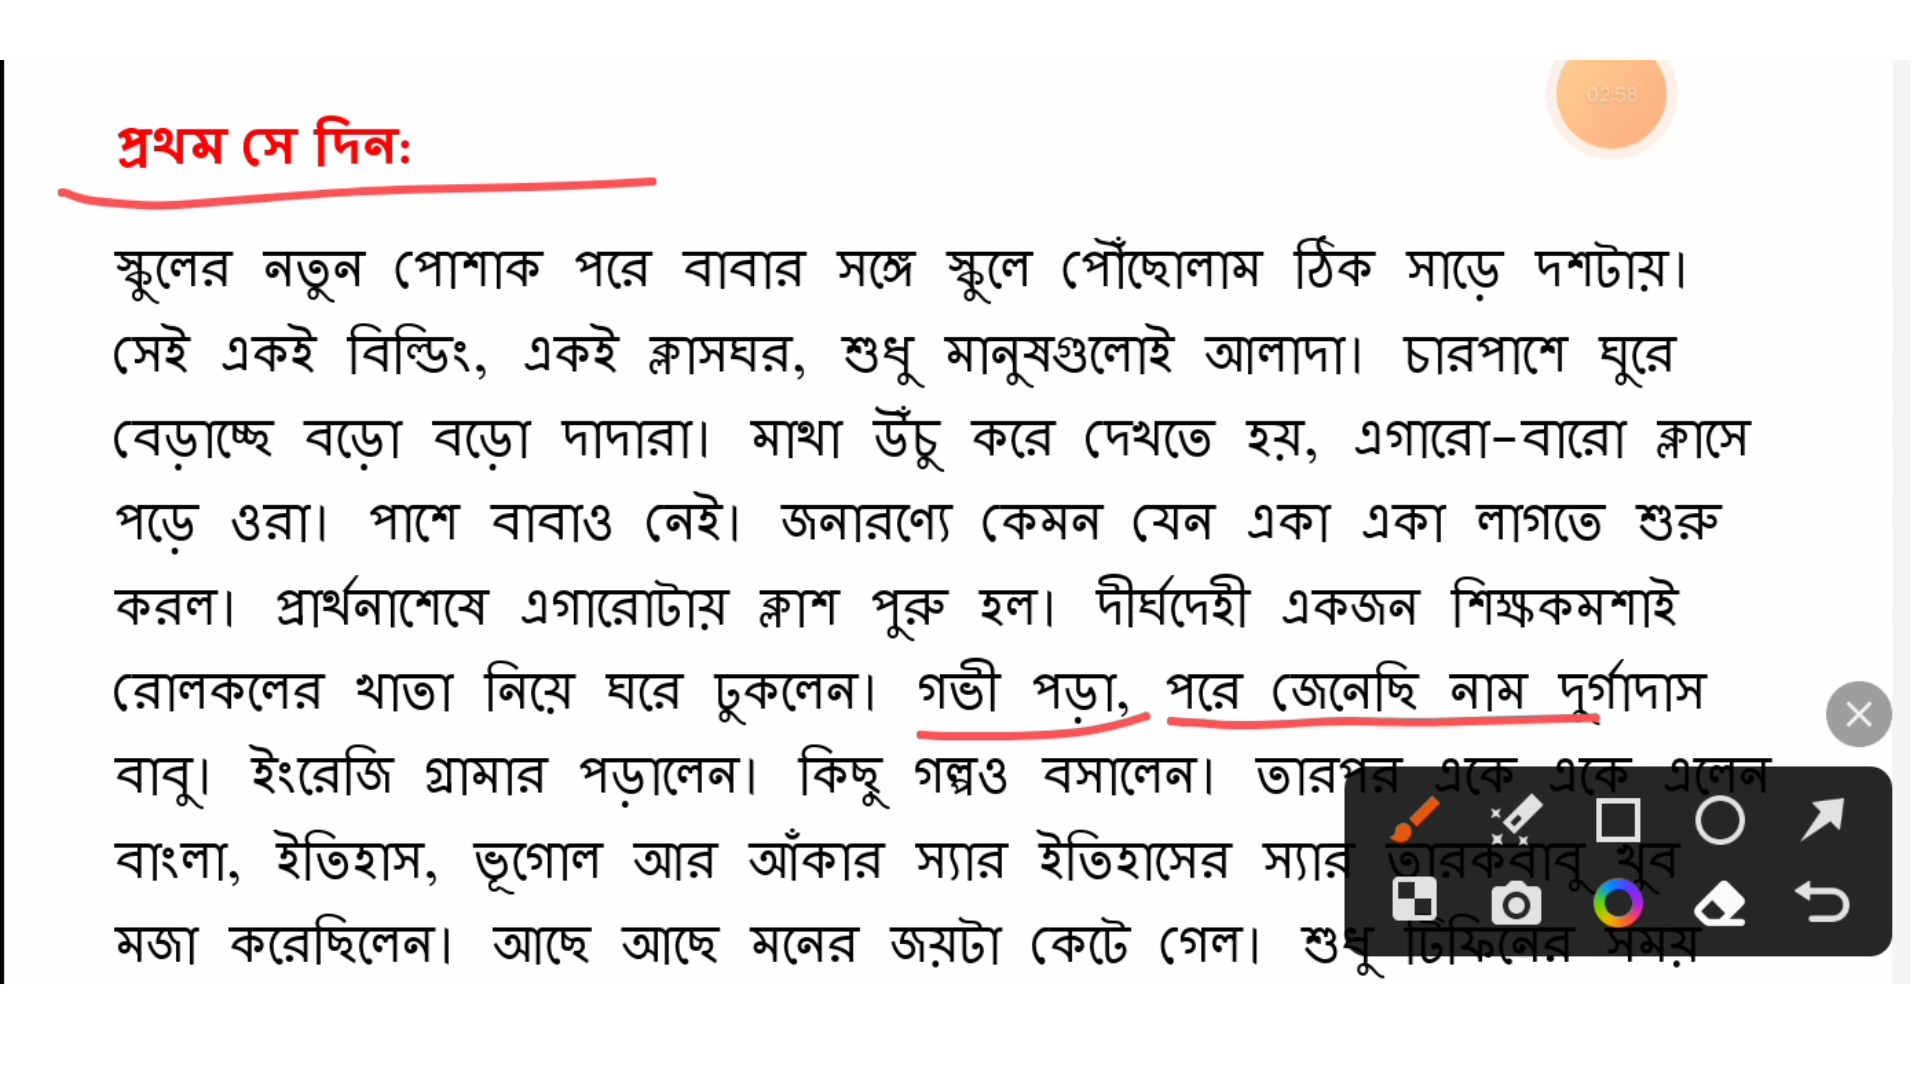 02:58
প্রথম সে দিন:
স্কুলের নতুন পোশাক পরে বাবার সঙ্গে স্কুলে পৌঁছোলাম ঠিক সাড়ে দশটায়।
সেই একই বিল্ডিং, একই ক্লাসঘর, শুধু মানুষগুলোই আলাদা। চারপাশে ঘুরে
বেড়াচ্ছে বড়ো বড়ো দাদারা। মাথা উঁচু করে দেখতে হয়, এগারো–বারো ক্লাসে
পড়ে ওরা। পাশে বাবাও নেই। জনারণ্যে কেমন যেন একা একা লাগতে শুরু
করল। প্রার্থনাশেষে এগারোটায় ক্লাশ পুরু হল। দীর্ঘদেহী একজন শিক্ষকমশাই
রোলকলের খাতা নিয়ে ঘরে ঢুকলেন। গভী পড়া, পরে জেনেছি নাম দুর্গাদাস
বাবু। ইংরেজি গ্রামার পড়ালেন। কিছু গল্পও বসালেন। তারপর একে একে এলেন
বাংলা, ইতিহাস, ভূগোল আর আঁকার স্যার ইতিহাসের স্যার তারকবাবু খুব
মজা করেছিলেন। আছে আছে মনের জয়টা কেটে গেল। শুধু টিফিনের সময়